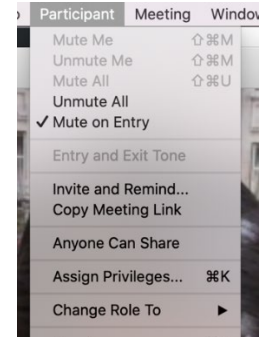 Participant Meeting Window
Mute Me ⇧⌘M
Unmute Me ⇧⌘M
Mute All ⇧⌘U
Unmute All
✓ Mute on Entry
Entry and Exit Tone
Invite and Remind...
Copy Meeting Link
Anyone Can Share
Assign Privileges... ⌘K
Change Role To ▶